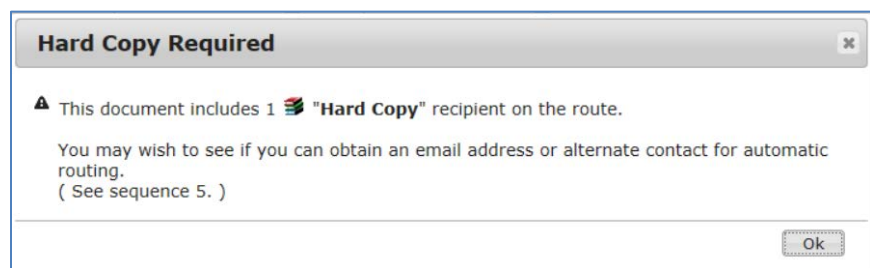 Hard Copy Required
This document includes 1 "Hard Copy" recipient on the route.
You may wish to see if you can obtain an email address or alternate contact for automatic
routing.
( See sequence 5. )
Ok